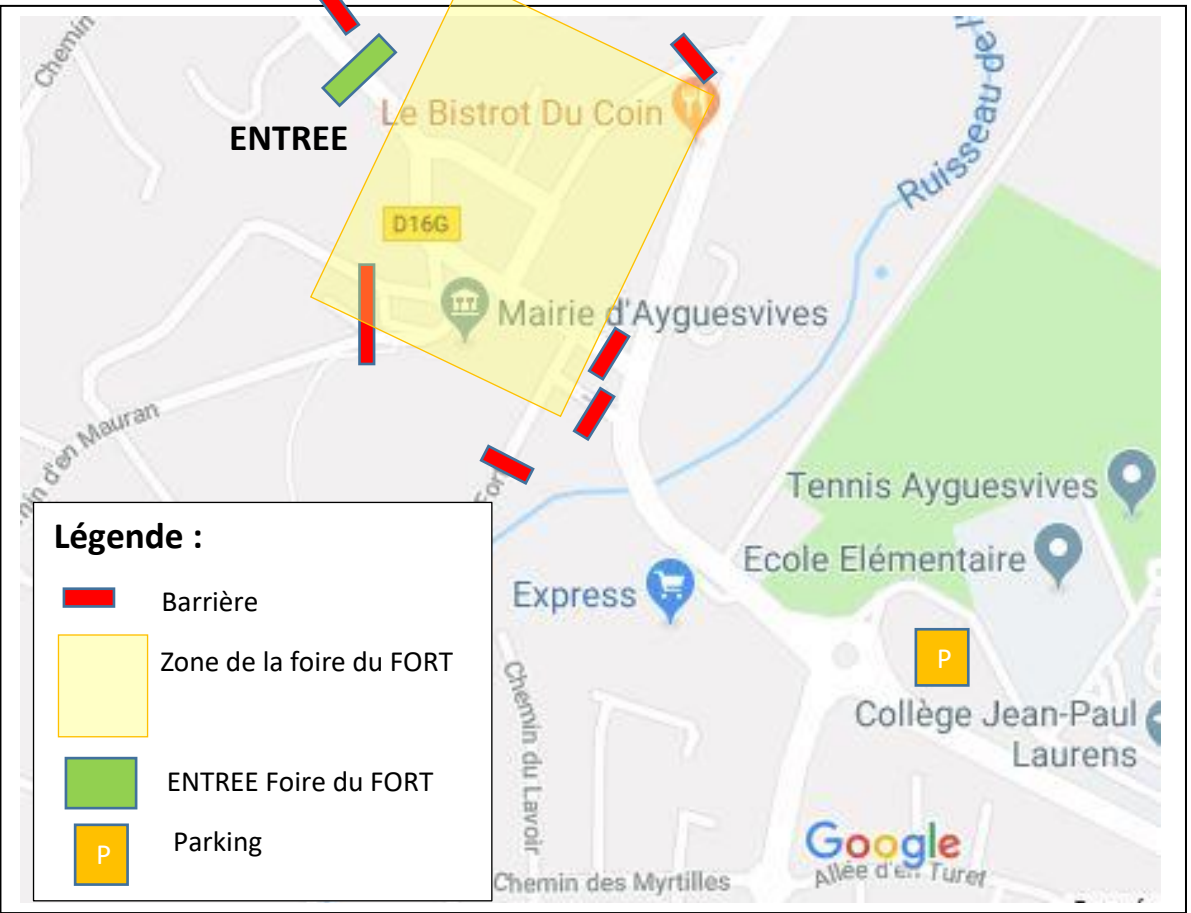 Chemin
ENTREE
Le Bistrot Du Coin
Ruisseau de l
D16G
Mairie d'Ayguesvives
min d'en Mauran
Fort
Tennis Ayguesvives
Ecole Elémentaire
Express
P
Collège Jean-Paul
Laurens
Chemin du Lavoir
Chemin des Myrtilles
Google
Allée d'en Turet
Légende :
Barrière
Zone de la foire du FORT
ENTREE Foire du FORT
P
Parking